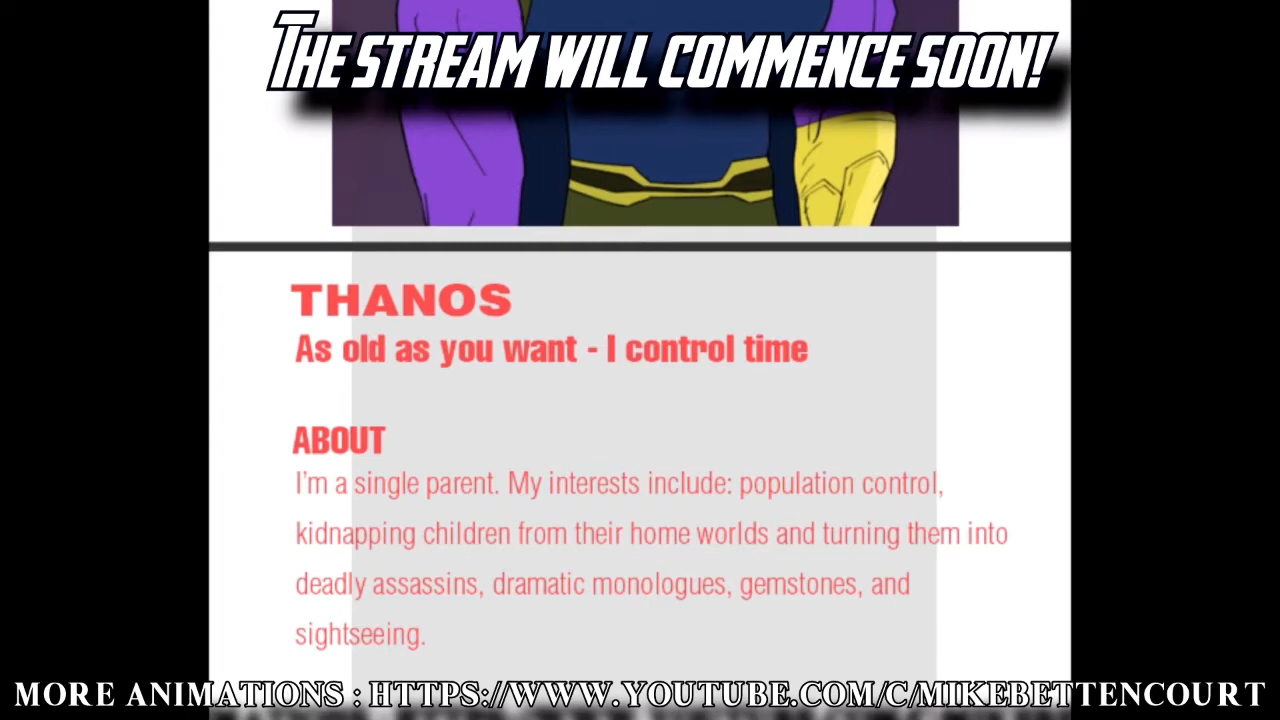 THE STREAM WILL COMMENCE SOON!
THANOS
As old as you want - I control time
ABOUT
I'm a single parent. My interests include: population control,
kidnapping children from their home worlds and turning them into
deadly assassins, dramatic monologues, gemstones, and
sightseeing.
MORE ANIMATIONS : HTTPS://WWW.YOUTUBE.COM/C/MIKEBETTENCOURT